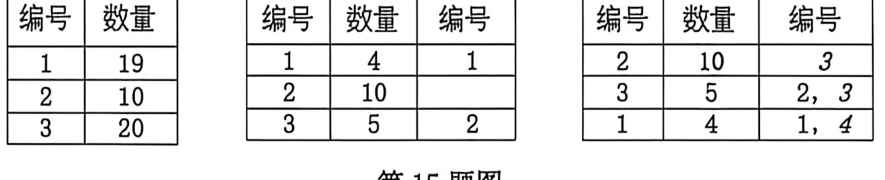 编号 数量
1 19
2 10
3 20
编号 数量 编号
1 4 1
2 10
3 5 2
编号 数量 编号
2 10 3
3 5 2, 3
1 4 1, 4
第 15 题图